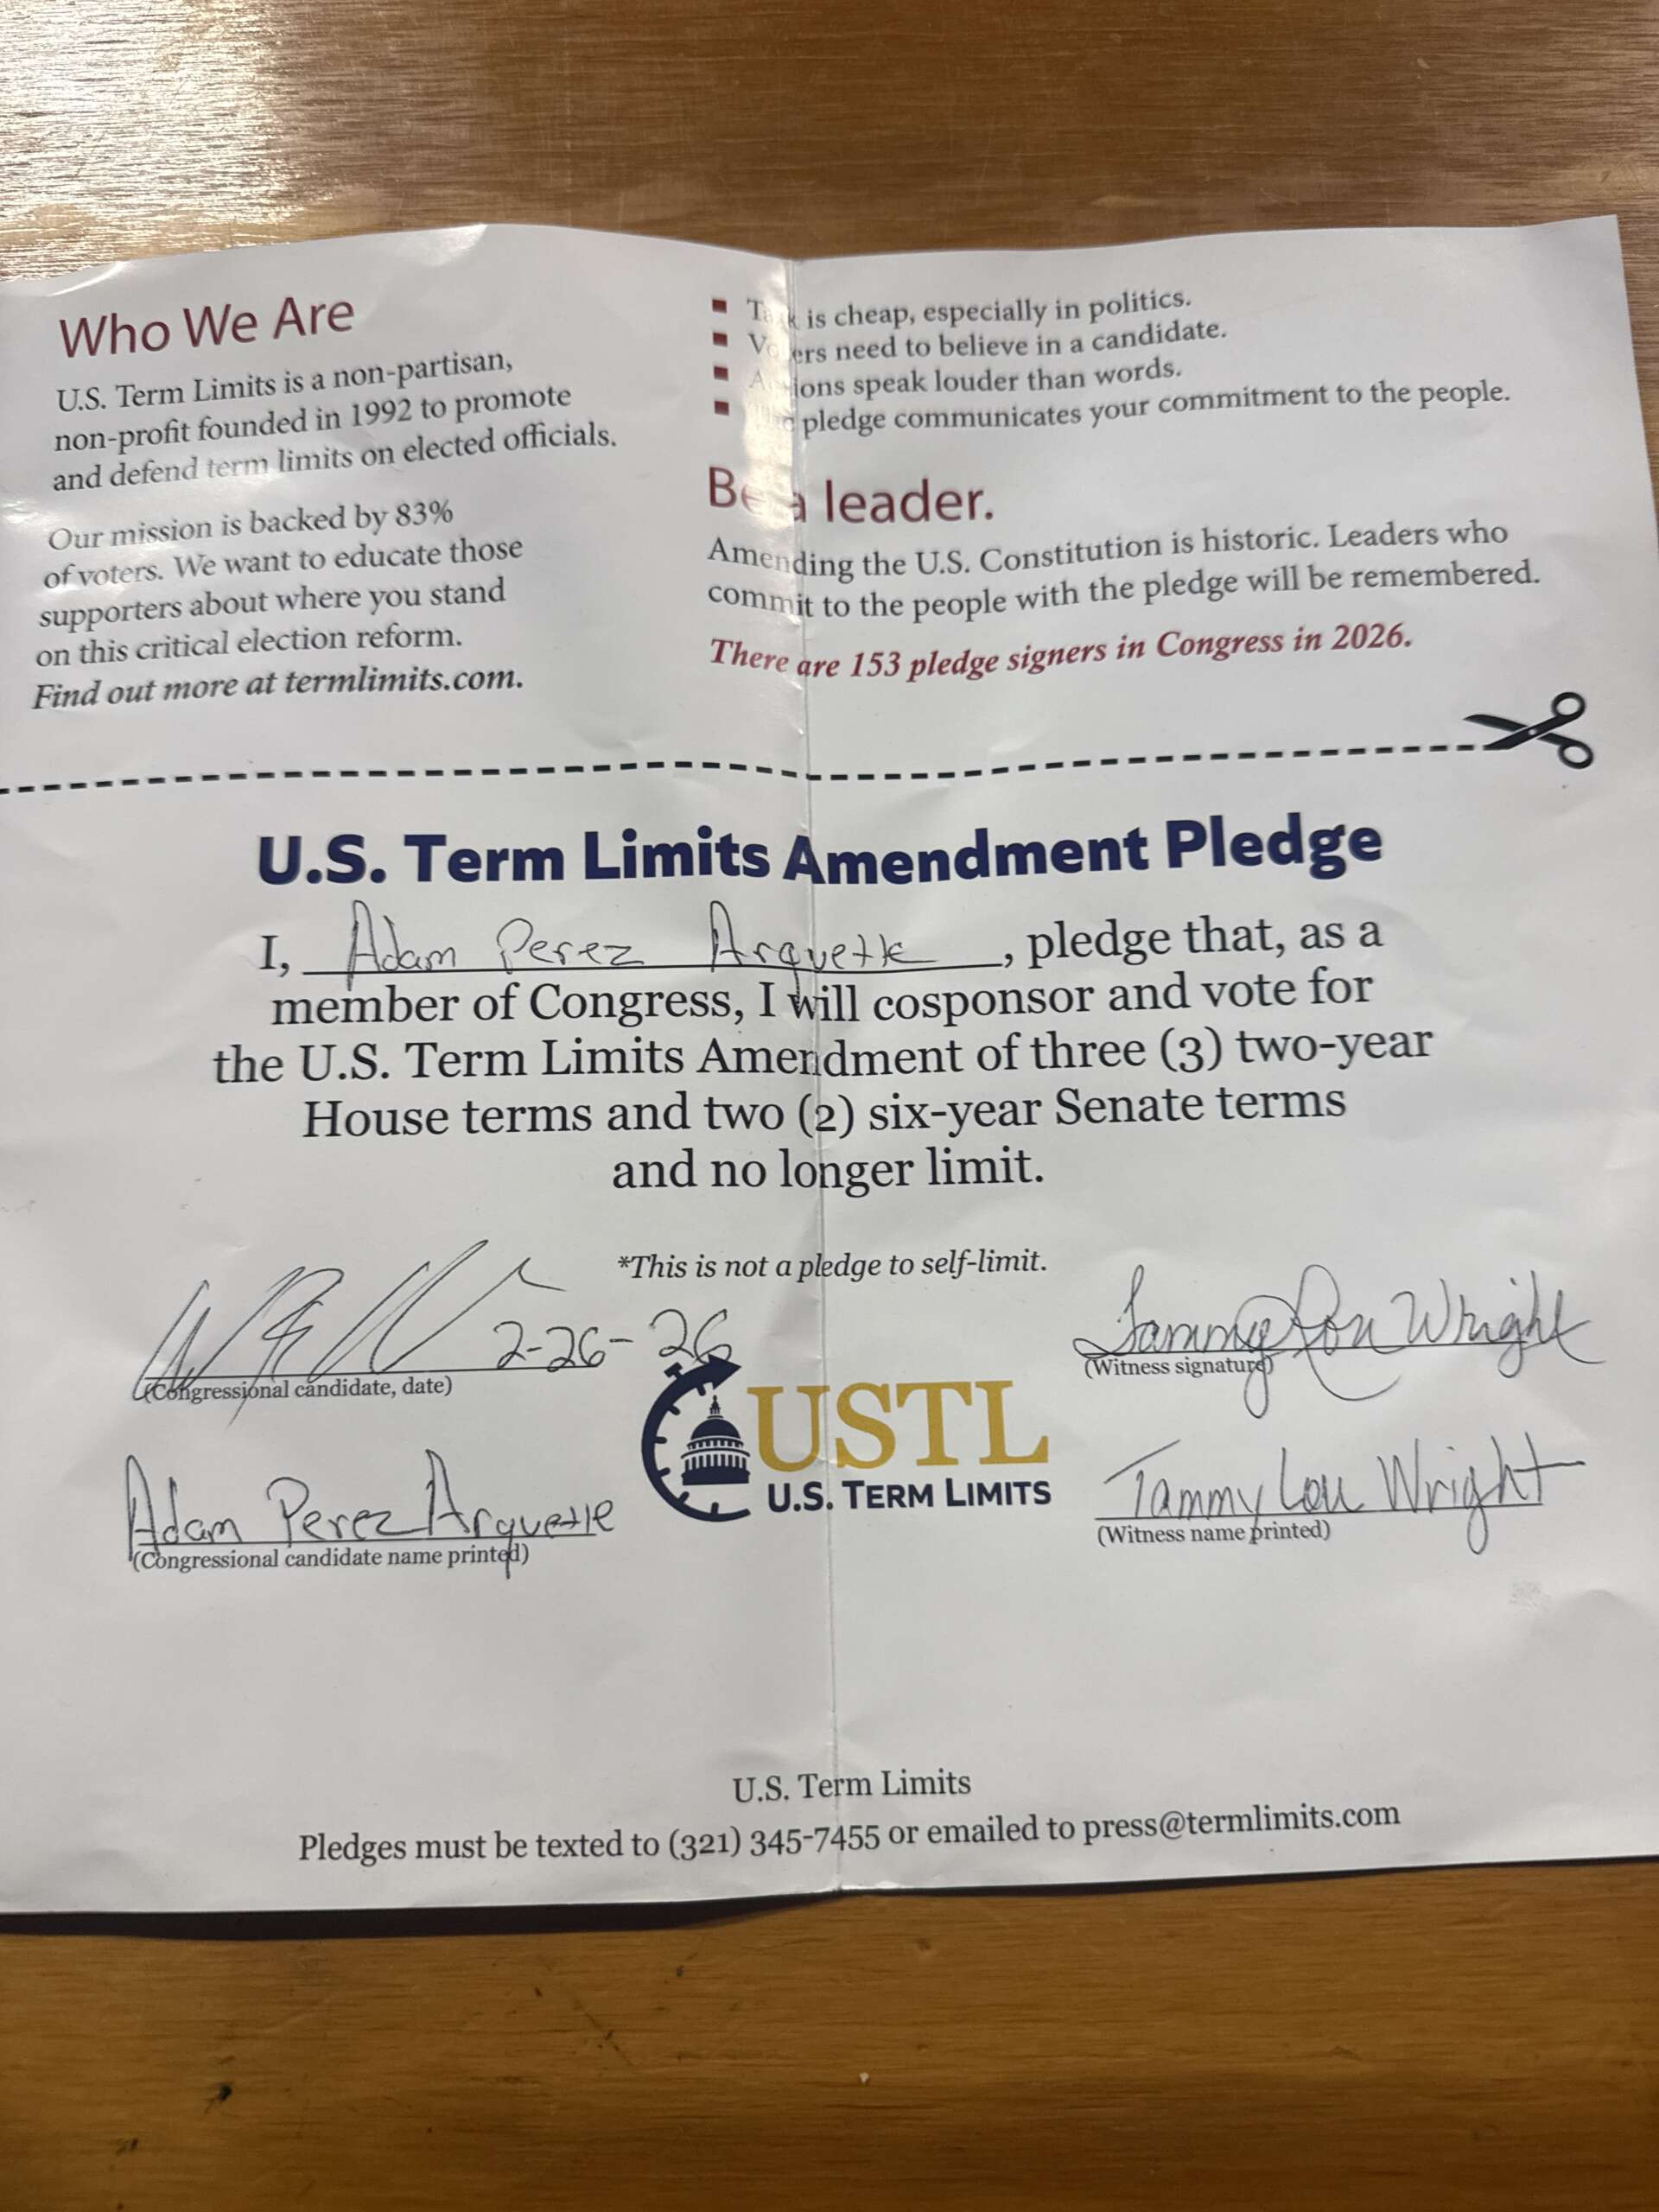 Who We Are
U.S. Term Limits is a non-partisan,
non-profit founded in 1992 to promote
and defend term limits on elected officials.
Our mission is backed by 83%
of voters. We want to educate those
supporters about where you stand
on this critical election reform.
Find out more at termlimits.com.
Talk is cheap, especially in politics.
Voters need to believe in a candidate.
Actions speak louder than words.
pledge communicates your commitment to the people.
Be a leader.
Amending the U.S. Constitution is historic. Leaders who
commit to the people with the pledge will be remembered.
There are 153 pledge signers in Congress in 2026.
U.S. Term Limits Amendment Pledge
I, Adam Perez Arquette, pledge that, as a
member of Congress, I will cosponsor and vote for
the U.S. Term Limits Amendment of three (3) two-year
House terms and two (2) six-year Senate terms
and no longer limit.
*This is not a pledge to self-limit.
2-26-26
(Congressional candidate, date)
Adam Perez Arquette
(Congressional candidate name printed)
USTL
U.S. TERM LIMITS
Tammy Lou Wright
(Witness signature)
Tammy Lou Wright
(Witness name printed)
U.S. Term Limits
Pledges must be texted to (321) 345-7455 or emailed to press@termlimits.com